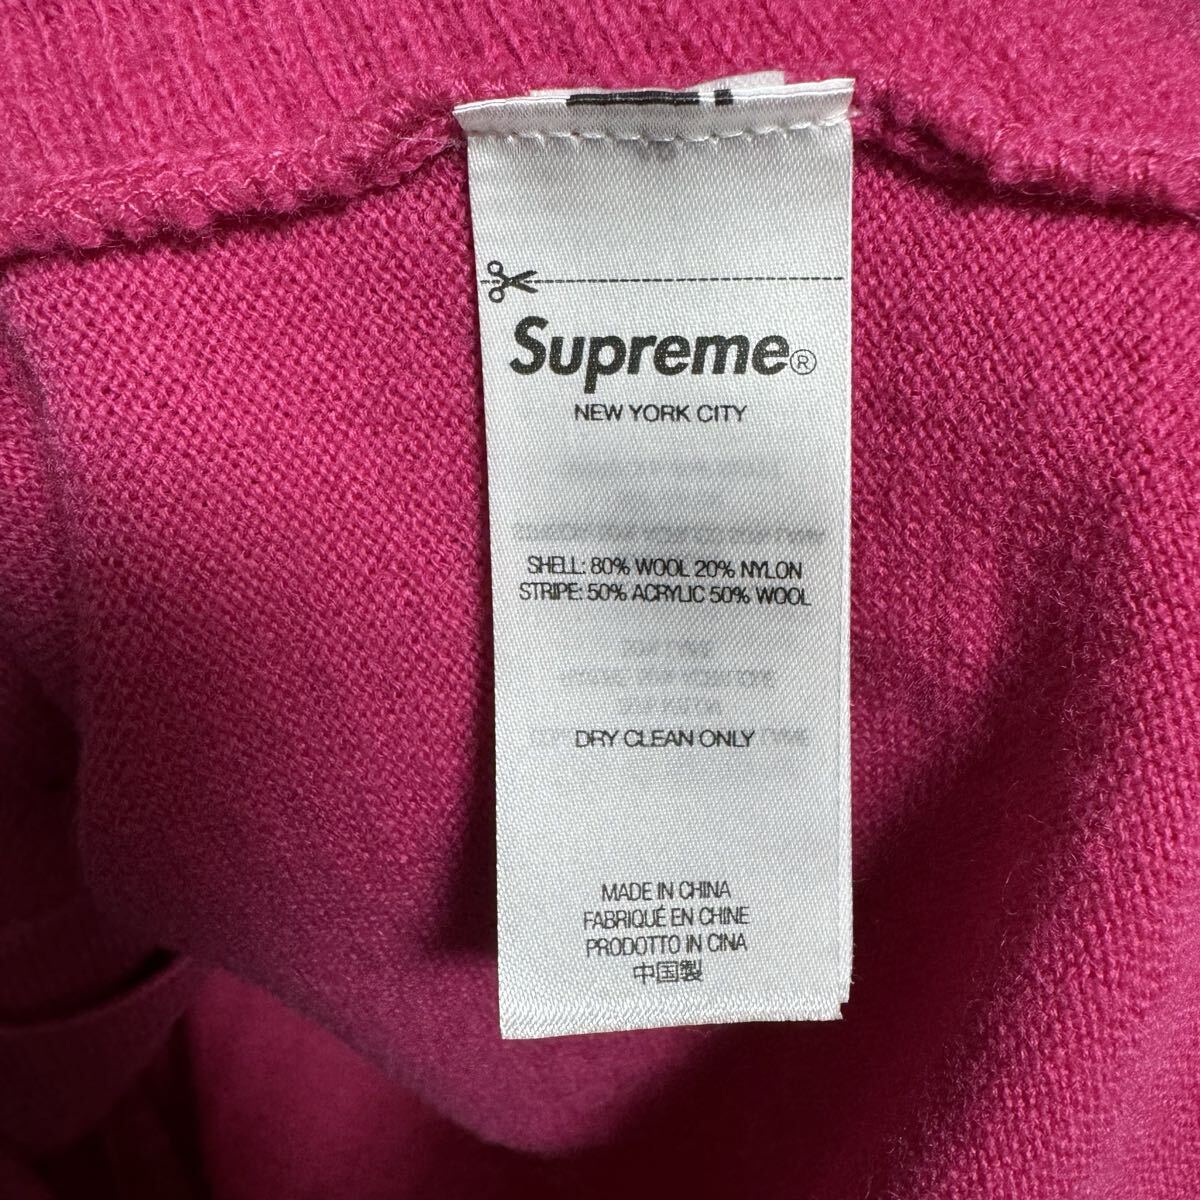 Supreme®
NEW YORK CITY
SHELL: 80% WOOL 20% NYLON
STRIPE: 50% ACRYLIC 50% WOOL
DRY CLEAN ONLY
MADE IN CHINA
FABRIQUÉ EN CHINE
PRODOTTO IN CINA
中国製